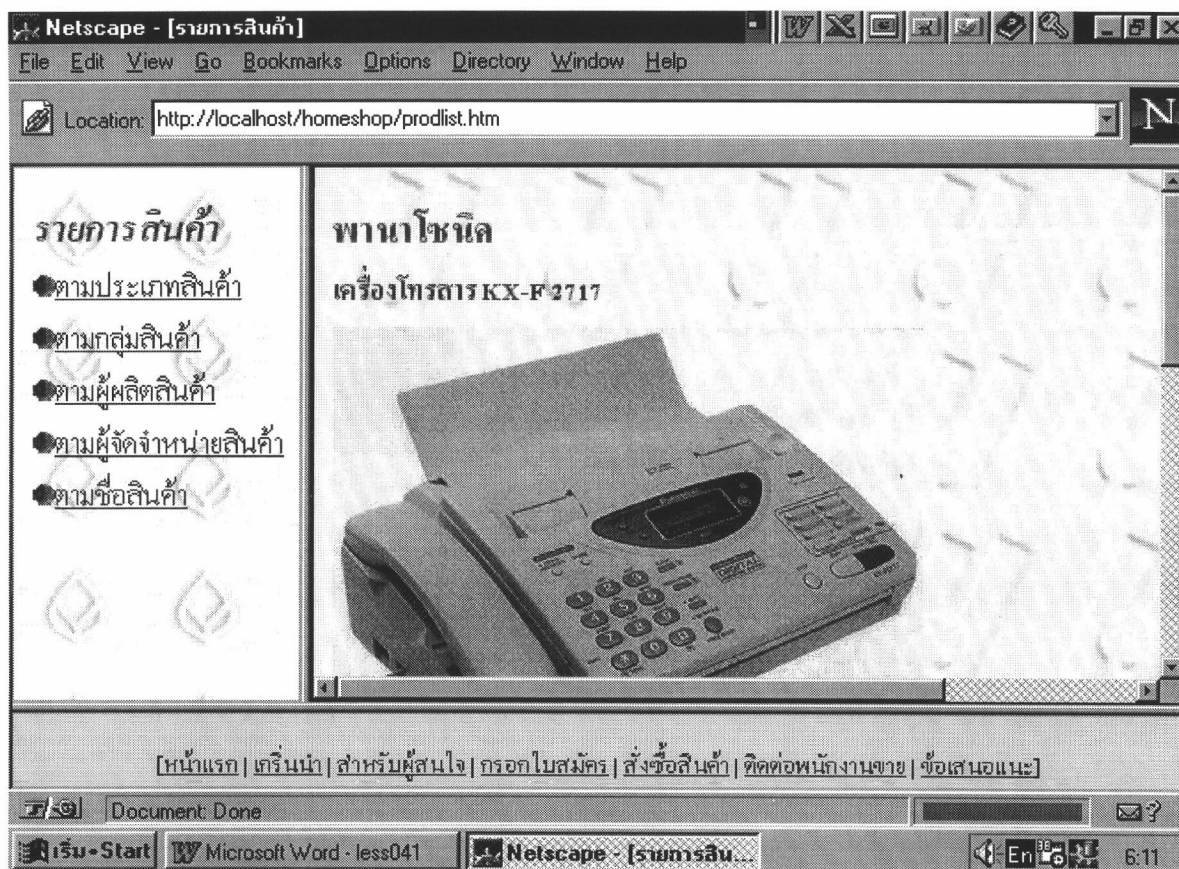 Netscape - [รายการสินค้า]
File Edit View Go Bookmarks Options Directory Window Help
Location: http://localhost/homeshop/prodlist.htm
N
รายการสินค้า
ตามประเภทสินค้า
ตามกลุ่มสินค้า
ตามผู้ผลิตสินค้า
ตามผู้จัดจำหน่ายสินค้า
ตามชื่อสินค้า
พานาโซนิค
เครื่องโทรสาร KX-F 2717
Panasonic
DIGITAL
[หน้าแรก | เกริ่นนำ | สำหรับผู้สนใจ | กรอกใบสมัคร | สั่งซื้อสินค้า | ติดต่อพนักงานขาย | ข้อเสนอแนะ]
Document: Done
เริ่ม-Start Microsoft Word - less041 Netscape - [รายการสิน... En 6:11